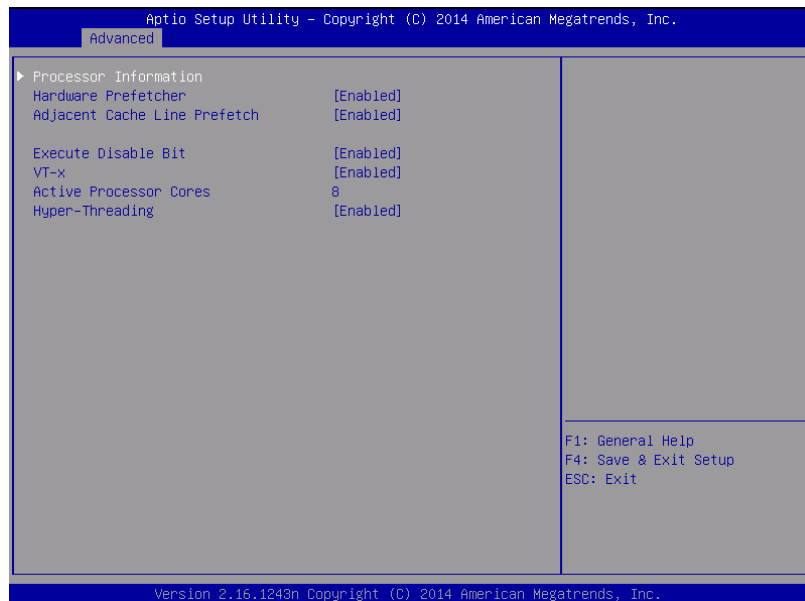 Aptio Setup Utility – Copyright (C) 2014 American Megatrends, Inc.
Advanced
Processor Information
Hardware Prefetcher [Enabled]
Adjacent Cache Line Prefetch [Enabled]
Execute Disable Bit [Enabled]
VT-x [Enabled]
Active Processor Cores 8
Hyper-Threading [Enabled]
F1: General Help
F4: Save & Exit Setup
ESC: Exit
Version 2.16.1243n Copyright (C) 2014 American Megatrends, Inc.